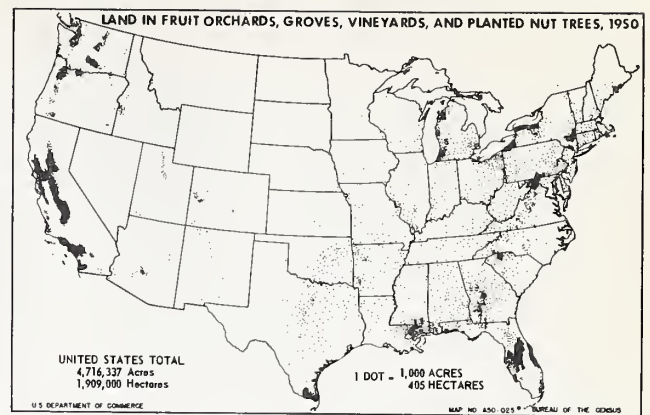 LAND IN FRUIT ORCHARDS, GROVES, VINEYARDS, AND PLANTED NUT TREES, 1950
UNITED STATES TOTAL
4,716,337 Acres
1,909,000 Hectares
1 DOT = 1,000 ACRES
405 HECTARES
U S DEPARTMENT OF COMMERCE
MAP NO A50-025 BUREAU OF THE CENSUS